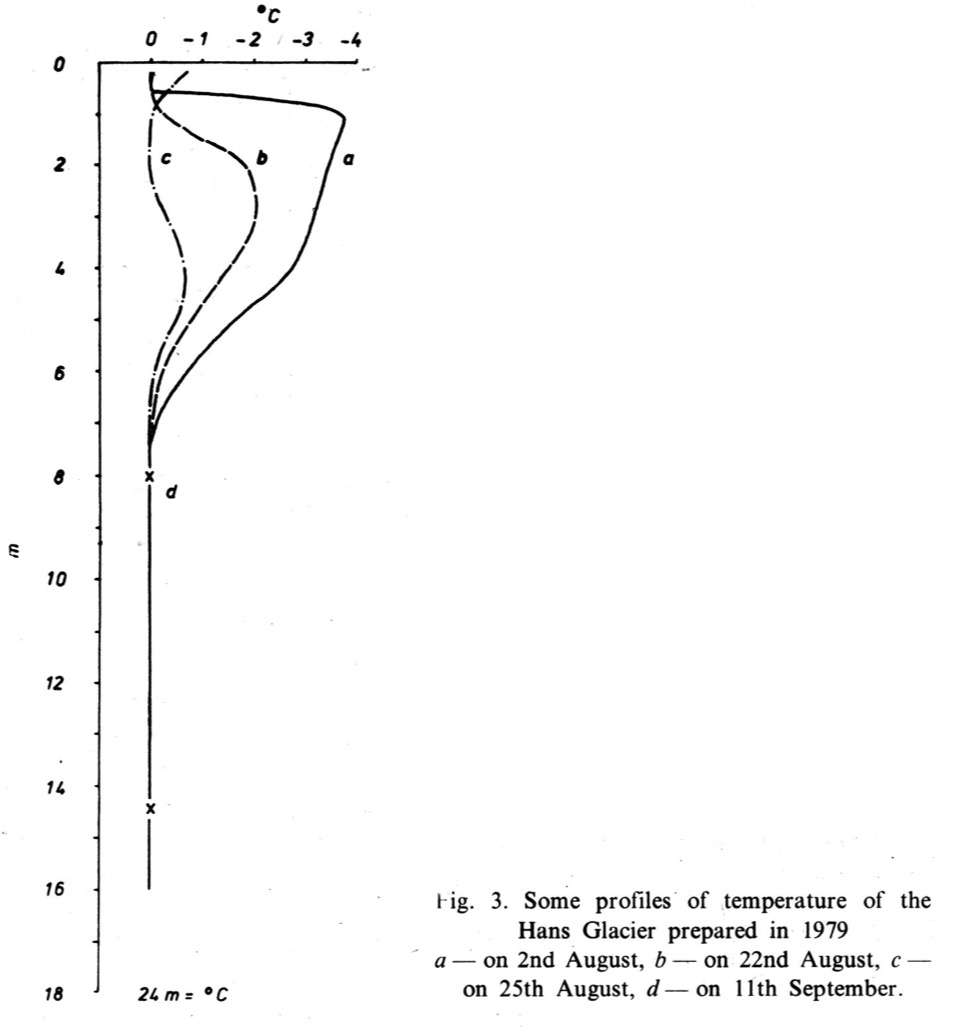 °C
0 -1 -2 -3 -4
0
2
c b a
4
6
8
d
m
10
12
14
16
18
24 m = °C
Fig. 3. Some profiles of temperature of the
Hans Glacier prepared in 1979
a — on 2nd August, b — on 22nd August, c —
on 25th August, d — on 11th September.